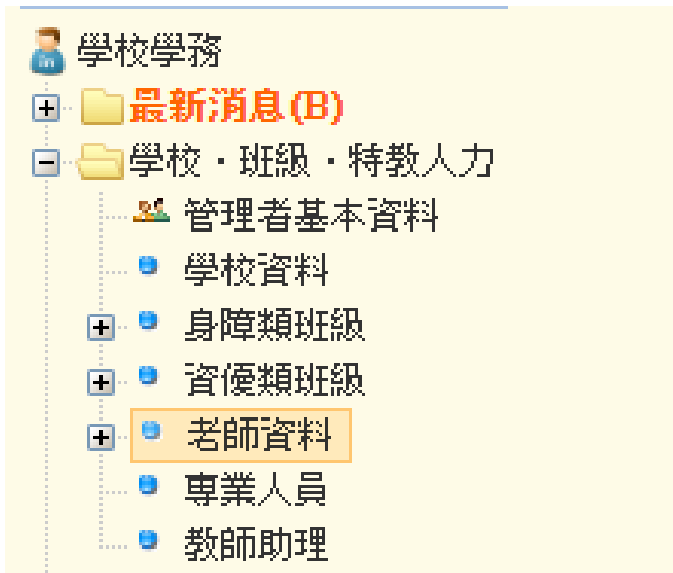 學校學務
最新消息(B)
學校・班級・特教人力
管理者基本資料
學校資料
身障類班級
資優類班級
老師資料
專業人員
教師助理